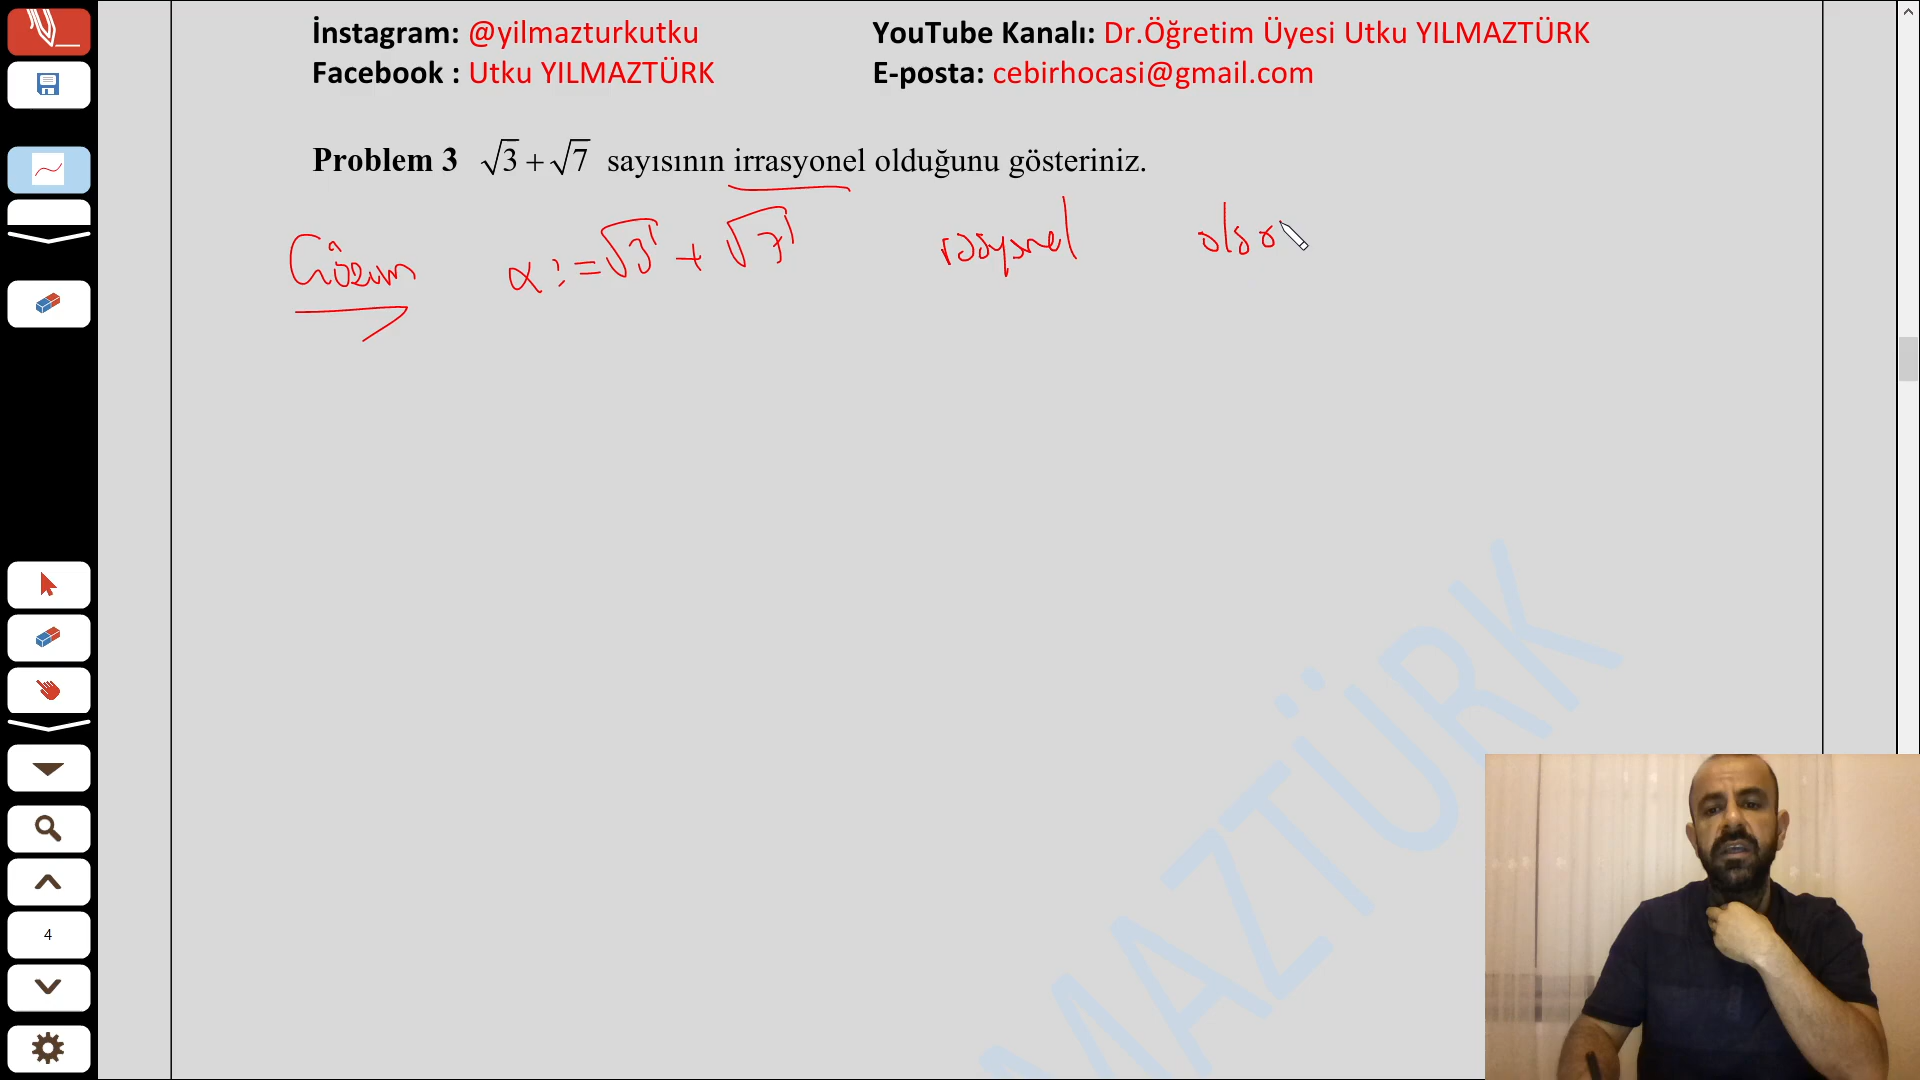 İnstagram: @yilmazturkutku YouTube Kanalı: Dr.Öğretim Üyesi Utku YILMAZTÜRK
Facebook : Utku YILMAZTÜRK E-posta: cebirhocasi@gmail.com
Problem 3 √3 + √7 sayısının irrasyonel olduğunu gösteriniz.
Çözüm α := √3 + √7 rasyonel olsa
MAZTÜRK
4